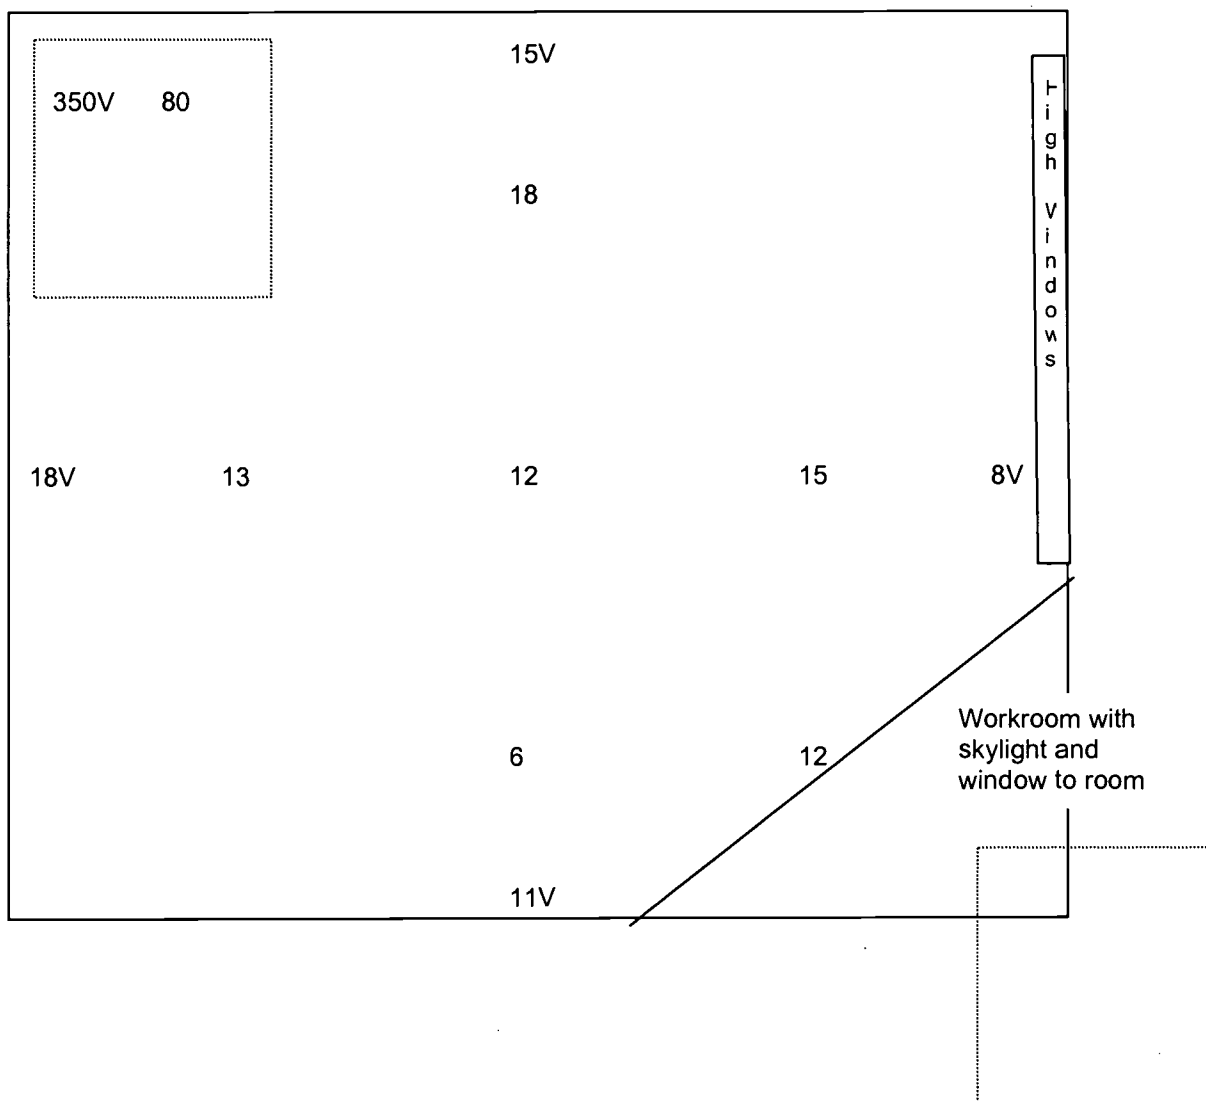 15V
350V 80
18
High Windows
18V 13 12 15 8V
Workroom with
skylight and
window to room
6 12
11V